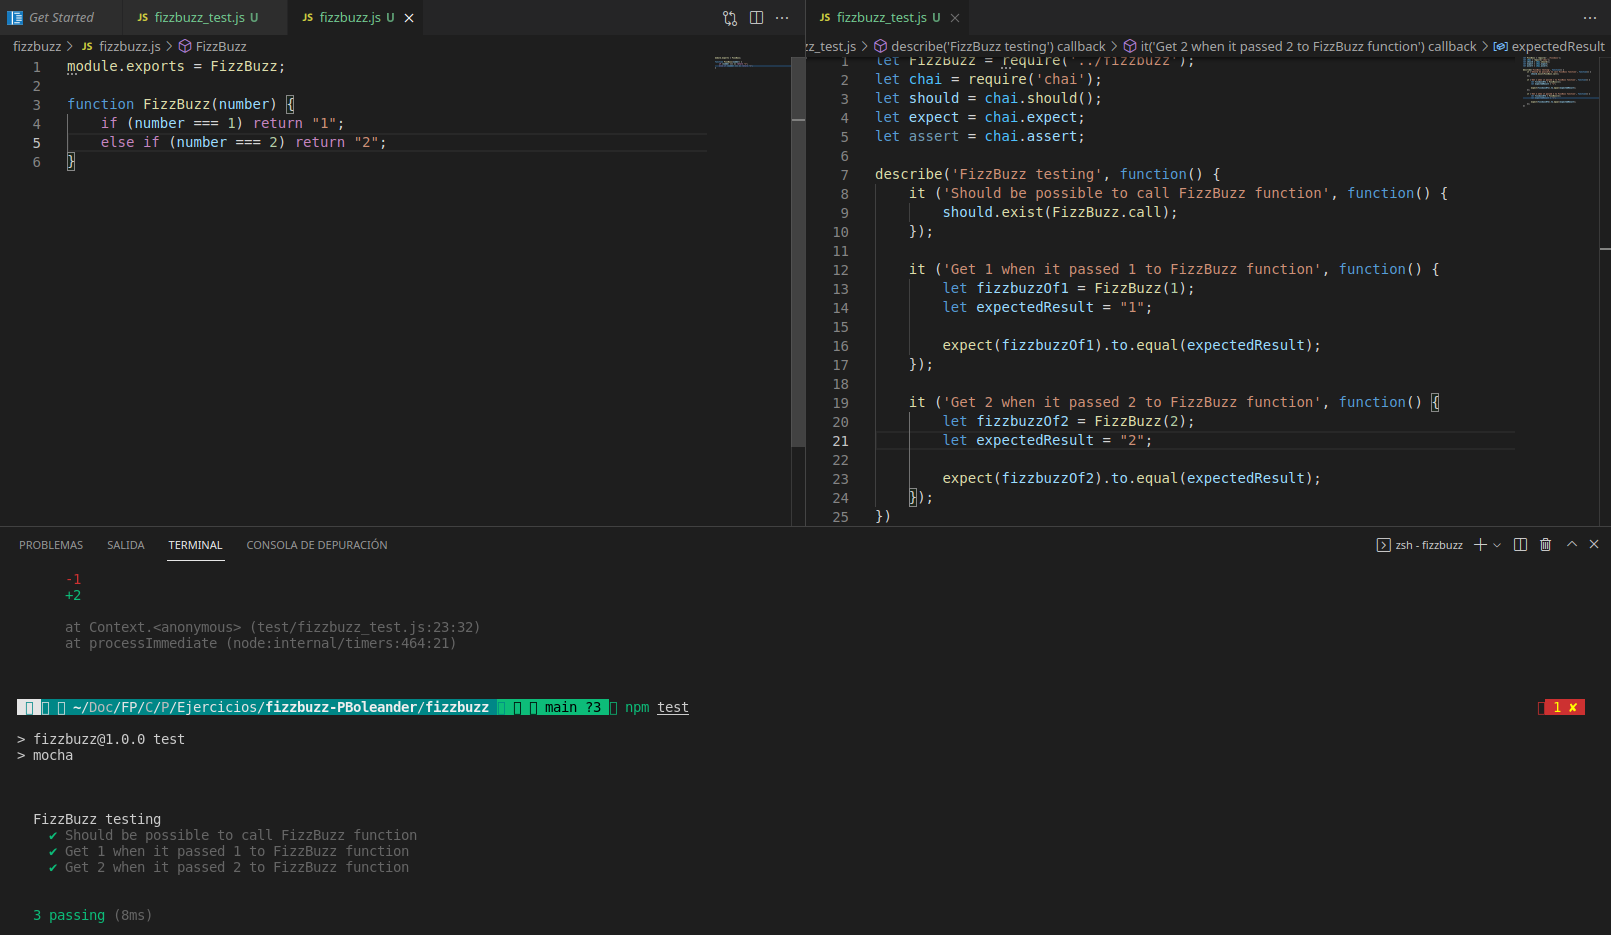 Get Started
JS fizzbuzz_test.js U
JS fizzbuzz.js U
fizzbuzz > JS fizzbuzz.js > FizzBuzz
1 module.exports = FizzBuzz;
2
3 function FizzBuzz(number) {
4     if (number === 1) return "1";
5     else if (number === 2) return "2";
6 }
JS fizzbuzz_test.js U
zz_test.js > describe('FizzBuzz testing') callback > it('Get 2 when it passed 2 to FizzBuzz function') callback > expectedResult
1 let FizzBuzz = require('../fizzbuzz');
2 let chai = require('chai');
3 let should = chai.should();
4 let expect = chai.expect;
5 let assert = chai.assert;
6
7 describe('FizzBuzz testing', function() {
8     it ('Should be possible to call FizzBuzz function', function() {
9         should.exist(FizzBuzz.call);
10     });
11
12     it ('Get 1 when it passed 1 to FizzBuzz function', function() {
13         let fizzbuzzOf1 = FizzBuzz(1);
14         let expectedResult = "1";
15
16         expect(fizzbuzzOf1).to.equal(expectedResult);
17     });
18
19     it ('Get 2 when it passed 2 to FizzBuzz function', function() {
20         let fizzbuzzOf2 = FizzBuzz(2);
21         let expectedResult = "2";
22
23         expect(fizzbuzzOf2).to.equal(expectedResult);
24     });
25 })
PROBLEMAS SALIDA TERMINAL CONSOLA DE DEPURACIÓN
zsh - fizzbuzz
-1
+2
at Context.<anonymous> (test/fizzbuzz_test.js:23:32)
at processImmediate (node:internal/timers:464:21)
~/Doc/FP/C/P/Ejercicios/fizzbuzz-PBoleander/fizzbuzz main ?3 npm test 1 ✘
> fizzbuzz@1.0.0 test
> mocha
FizzBuzz testing
✔ Should be possible to call FizzBuzz function
✔ Get 1 when it passed 1 to FizzBuzz function
✔ Get 2 when it passed 2 to FizzBuzz function
3 passing (8ms)